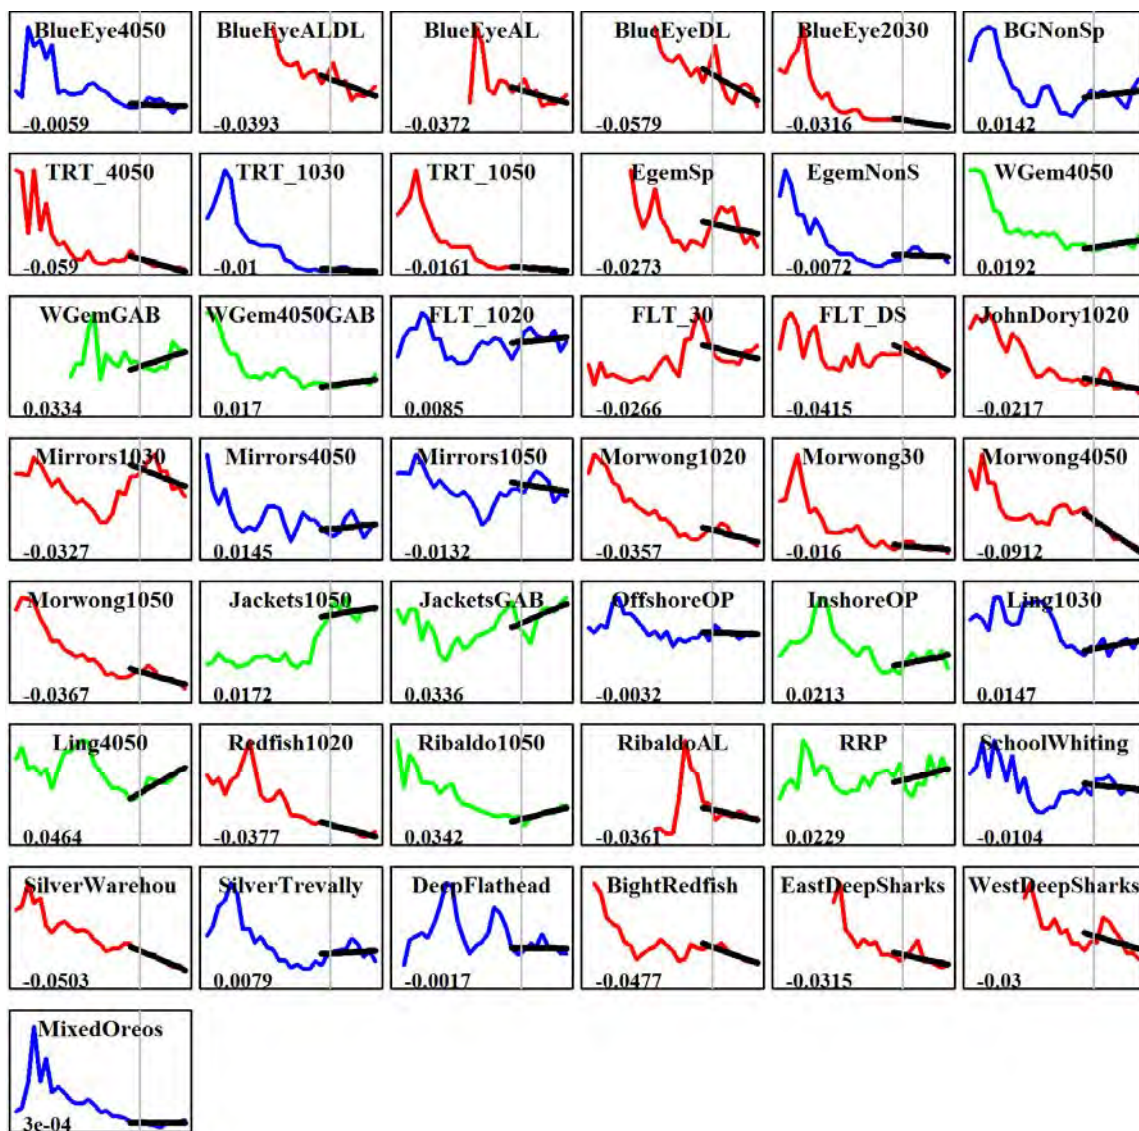 BlueEye4050 BlueEyeALDL BlueEyeAL BlueEyeDL BlueEye2030 BGNonSp
-0.0059 -0.0393 -0.0372 -0.0579 -0.0316 0.0142
TRT_4050 TRT_1030 TRT_1050 EgemSp EgemNonS WGem4050
-0.059 -0.01 -0.0161 -0.0273 -0.0072 0.0192
WGemGAB WGem4050GAB FLT_1020 FLT_30 FLT_DS JohnDory1020
0.0334 0.017 0.0085 -0.0266 -0.0415 -0.0217
Mirrors1030 Mirrors4050 Mirrors1050 Morwong1020 Morwong30 Morwong4050
-0.0327 0.0145 -0.0132 -0.0357 -0.016 -0.0912
Morwong1050 Jackets1050 JacketsGAB OffshoreOP InshoreOP Ling1030
-0.0367 0.0172 0.0336 -0.0032 0.0213 0.0147
Ling4050 Redfish1020 Ribaldo1050 RibaldoAL RRP SchoolWhiting
0.0464 -0.0377 0.0342 -0.0361 0.0229 -0.0104
SilverWarehou SilverTrevally DeepFlathead BightRedfish EastDeepSharks WestDeepSharks
-0.0503 0.0079 -0.0017 -0.0477 -0.0315 -0.03
MixedOreos
3e-04